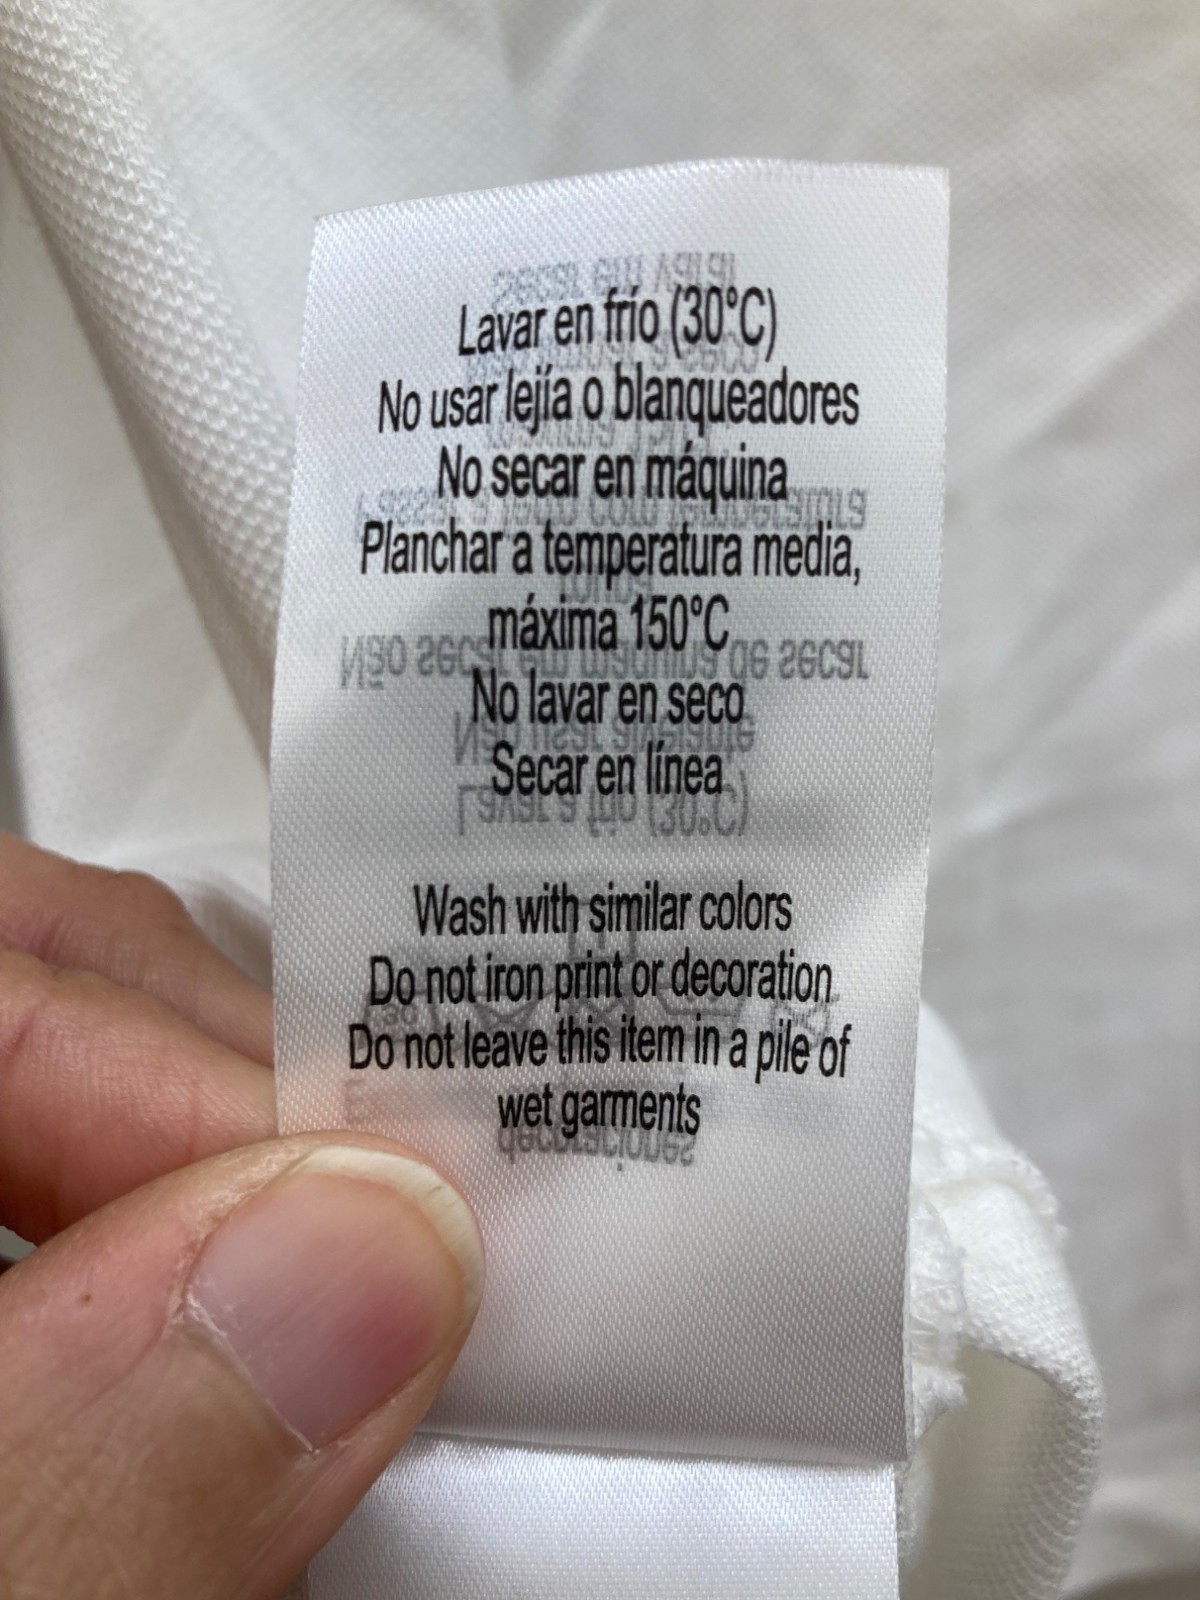 Lavar en frío (30°C)
No usar lejía o blanqueadores
No secar en máquina
Planchar a temperatura media,
máxima 150°C
No lavar en seco
Secar en línea
Wash with similar colors
Do not iron print or decoration
Do not leave this item in a pile of
wet garments